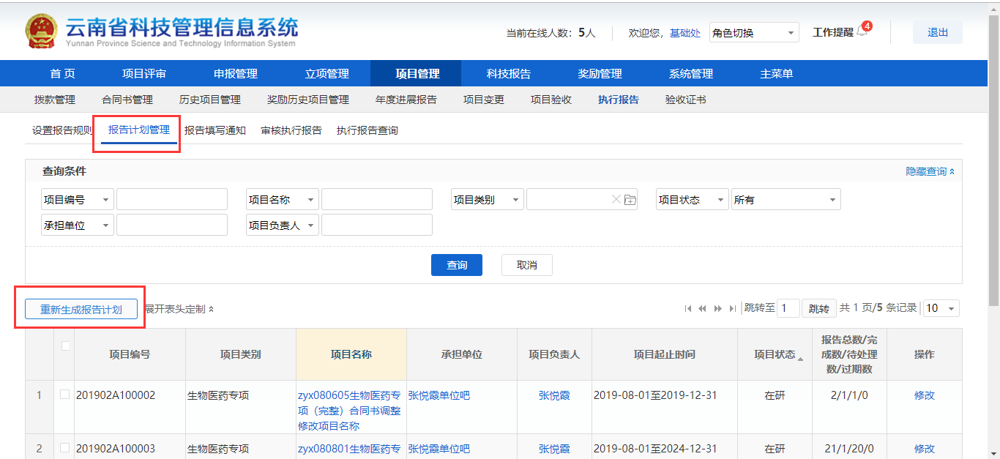 云南省科技管理信息系统
Yunnan Province Science and Technology Information System
当前在线人数：5人 欢迎您，基础处 角色切换 工作提醒 4 退出
首 页 项目评审 申报管理 立项管理 项目管理 科技报告 奖励管理 系统管理 主菜单
拨款管理 合同书管理 历史项目管理 奖励历史项目管理 年度进展报告 项目变更 项目验收 执行报告 验收证书
设置报告规则 报告计划管理 报告填写通知 审核执行报告 执行报告查询
查询条件 隐藏查询
项目编号 项目名称 项目类别 项目状态 所有
承担单位 项目负责人
查询 取消
重新生成报告计划 展开表头定制 跳转至 1 跳转 共 1 页/5 条记录 10
项目编号 项目类别 项目名称 承担单位 项目负责人 项目起止时间 项目状态 报告总数/完
成数/待处理
数/过期数 操作
1 201902A100002 生物医药专项 zyx080605生物医药专 张悦霞单位吧 张悦霞 2019-08-01至2019-12-31 在研 2/1/1/0 修改
项（完整）合同书调整
修改项目名称
2 201902A100003 生物医药专项 zyx080801生物医药专 张悦霞单位吧 张悦霞 2019-08-01至2024-12-31 在研 21/1/20/0 修改